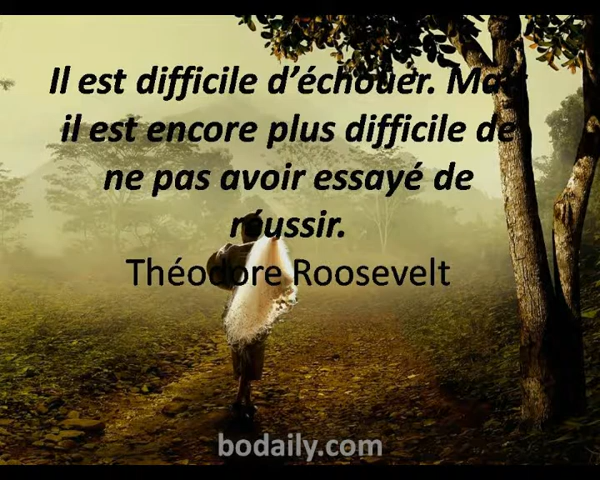 Il est difficile d’échouer. Mais
il est encore plus difficile de
ne pas avoir essayé de
réussir.
Théodore Roosevelt
bodaily.com